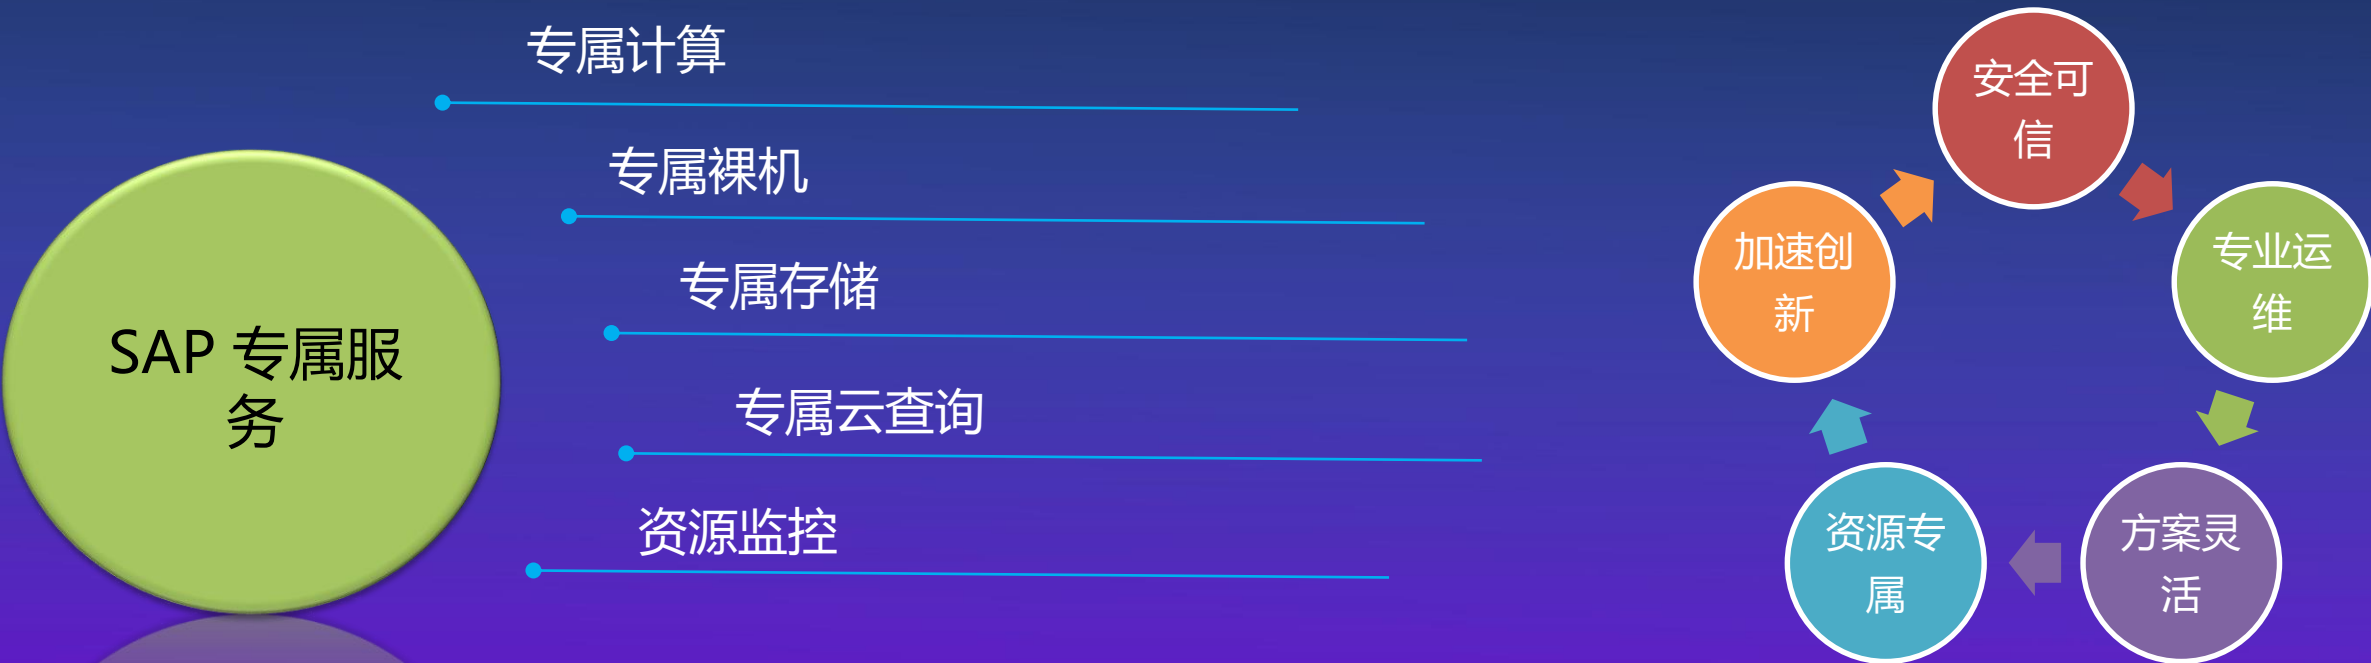 SAP 专属服
务
专属计算
专属裸机
专属存储
专属云查询
资源监控
安全可
信
专业运
维
方案灵
活
资源专
属
加速创
新